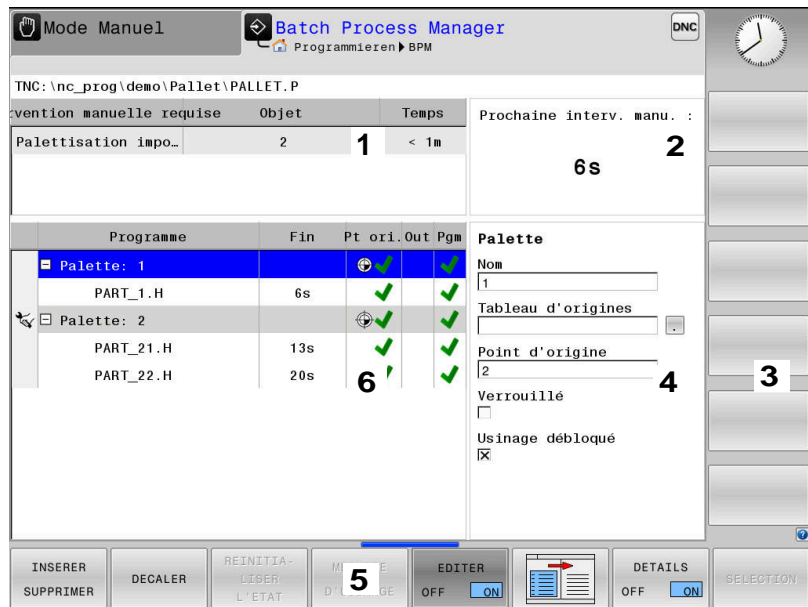 Mode Manuel
Batch Process Manager
Programmieren BPM
DNC
TNC:\nc_prog\demo\Pallet\PALLET.P
vention manuelle requise Objet Temps
Palettisation impo… 2 < 1m
1
Prochaine interv. manu. :
2
6s
Programme Fin Pt ori. Out Pgm
Palette: 1
PART_1.H 6s
Palette: 2
PART_21.H 13s
PART_22.H 20s
6
Palette
Nom
1
Tableau d'origines
.
Point d'origine
2
4
Verrouillé
Usinage débloqué
3
INSERER
SUPPRIMER
DECALER
REINITIA-
LISER
L'ETAT
5
EDITER
OFF ON
DETAILS
OFF ON
SELECTION